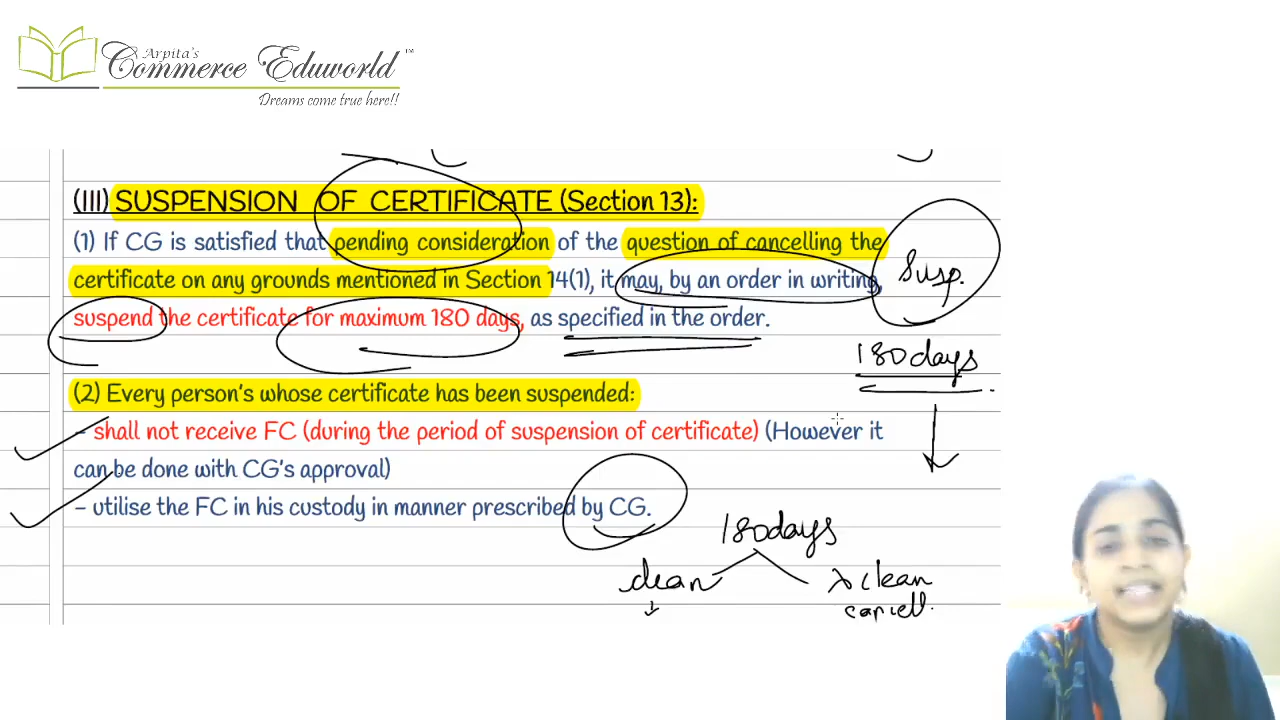 Arpita's
Commerce Eduworld™
Dreams come true here!!
(III) SUSPENSION OF CERTIFICATE (Section 13):
(1) If CG is satisfied that pending consideration of the question of cancelling the
certificate on any grounds mentioned in Section 14(1), it may, by an order in writing,
suspend the certificate for maximum 180 days, as specified in the order.
Susp.
180days
(2) Every person's whose certificate has been suspended:
- shall not receive FC (during the period of suspension of certificate) (However it
can be done with CG's approval)
- utilise the FC in his custody in manner prescribed by CG.
180days
clean
clean
cancell.